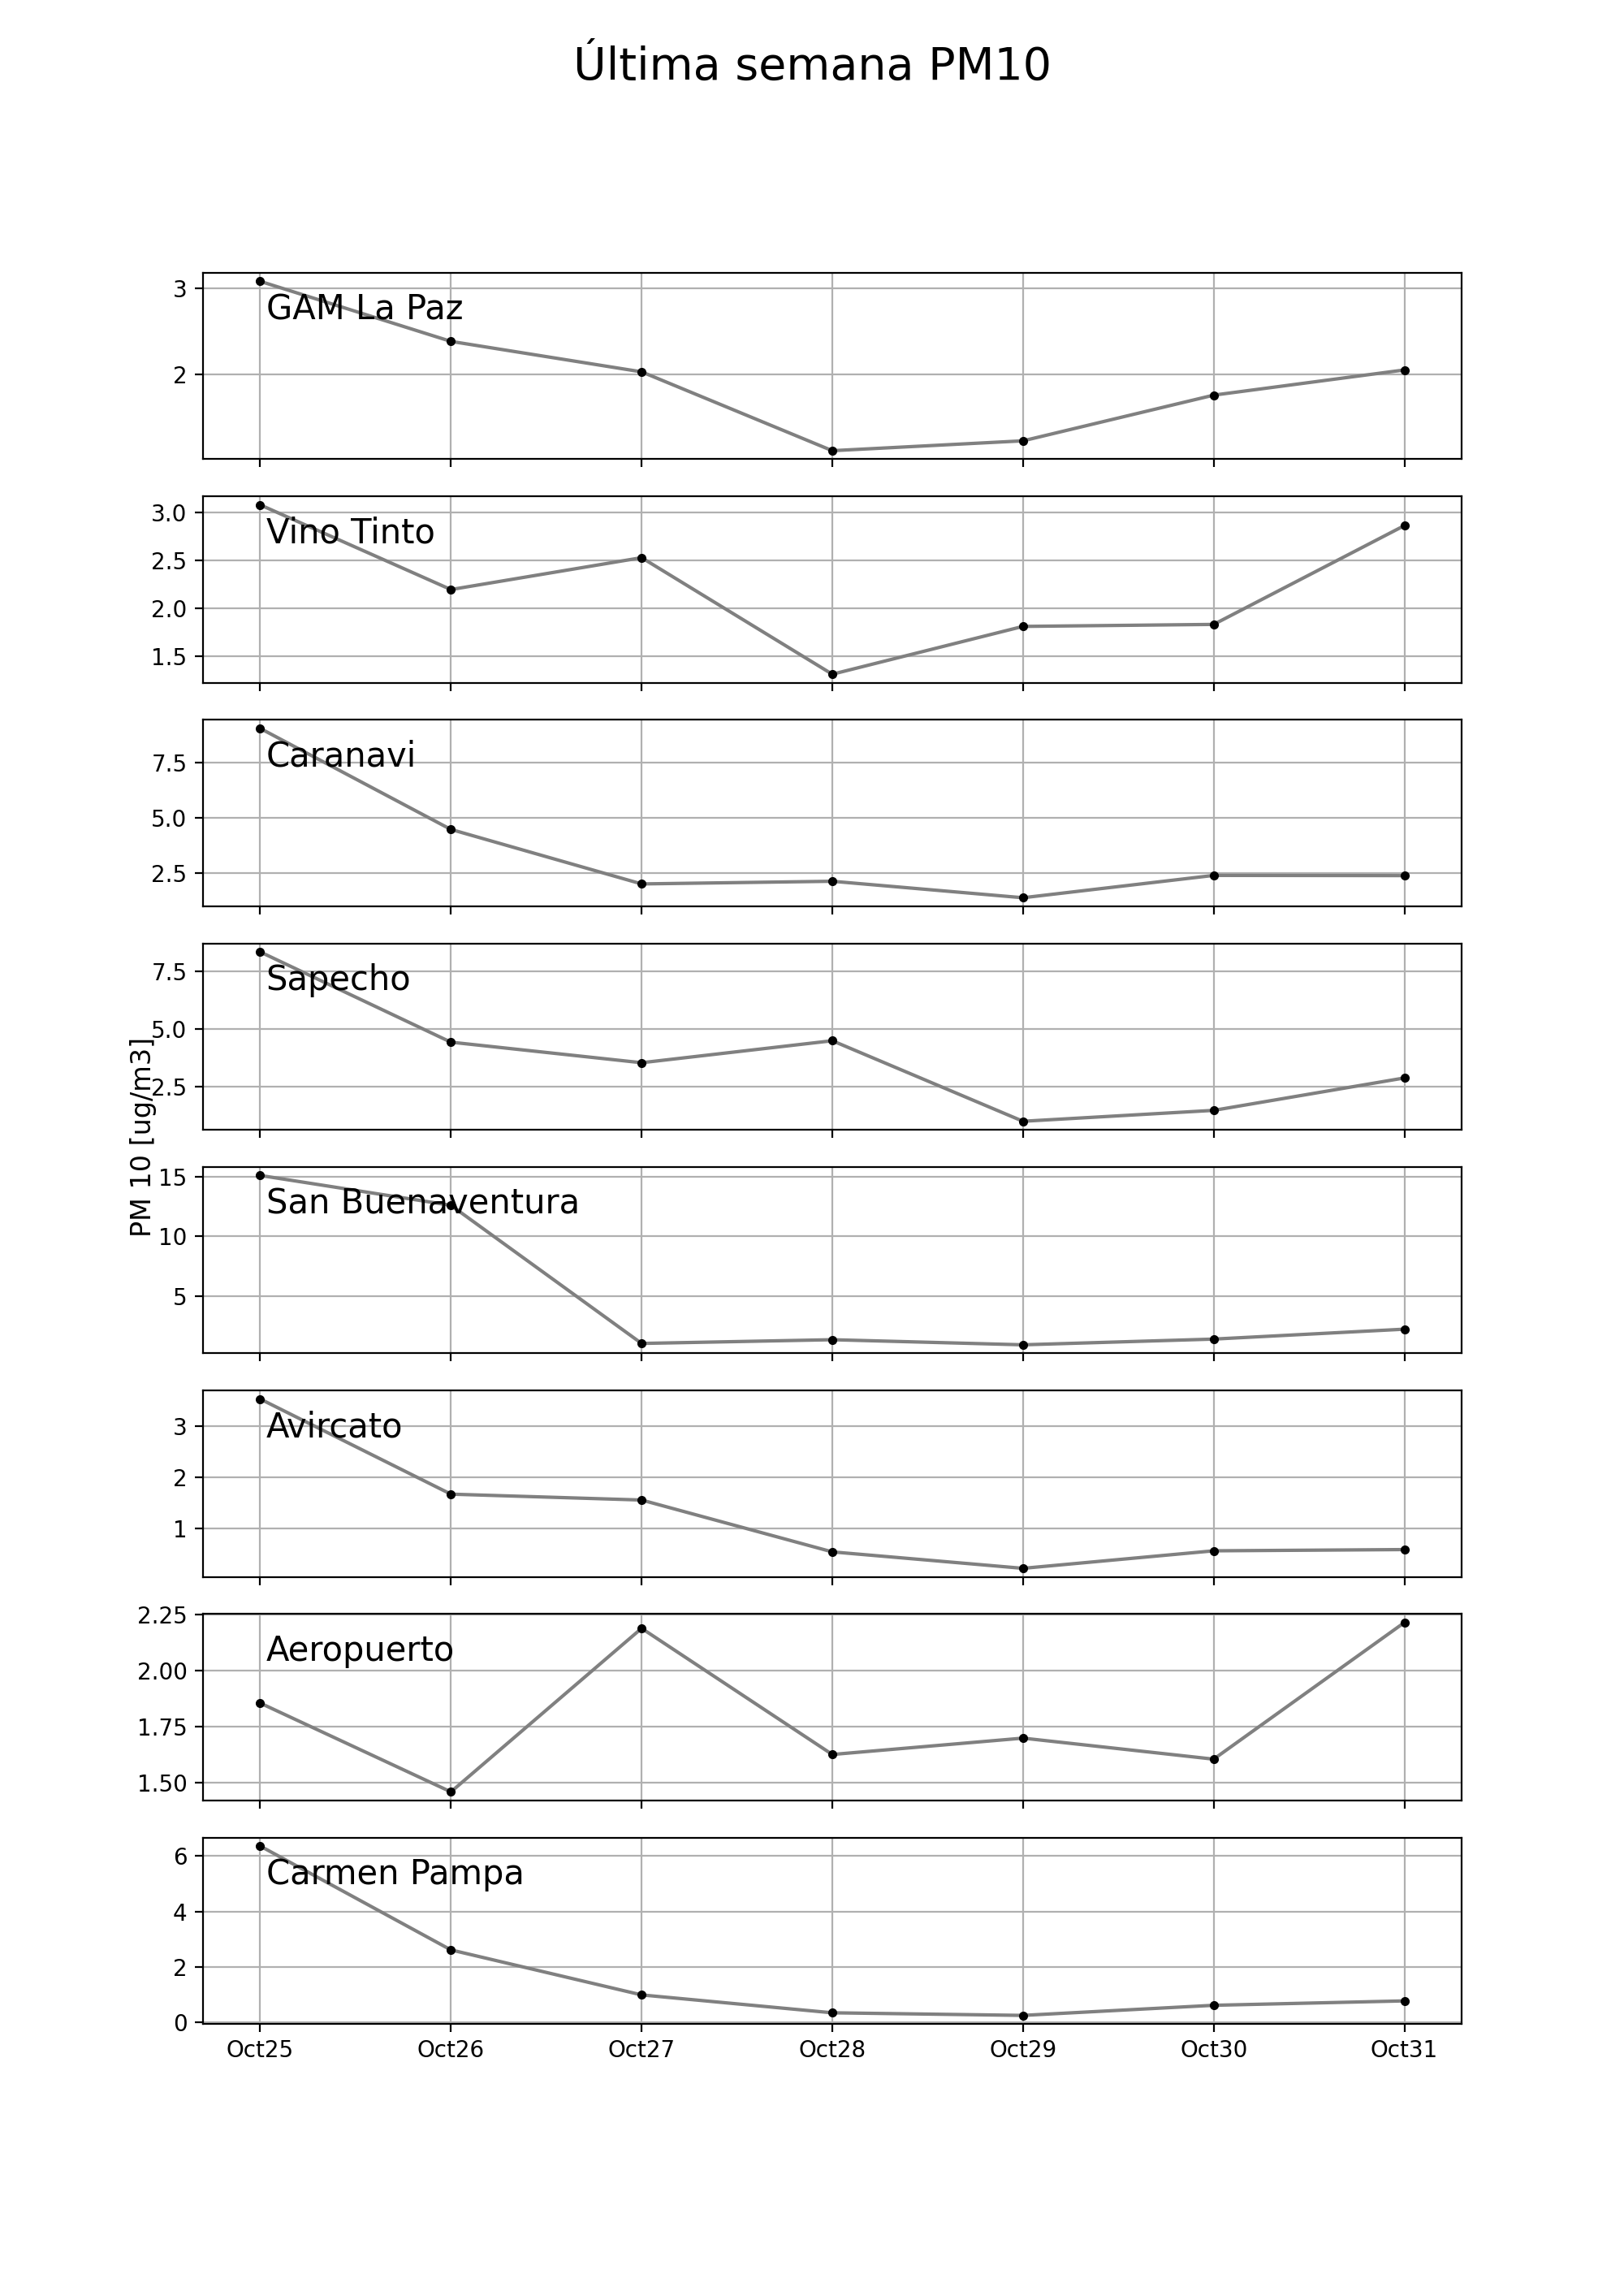 Última semana PM10
3
2
GAM La Paz
3.0
2.5
2.0
1.5
Vino Tinto
7.5
5.0
2.5
Caranavi
7.5
5.0
2.5
Sapecho
PM 10 [ug/m3]
15
10
5
San Buenaventura
3
2
1
Avircato
2.25
2.00
1.75
1.50
Aeropuerto
6
4
2
0
Carmen Pampa
Oct25 Oct26 Oct27 Oct28 Oct29 Oct30 Oct31